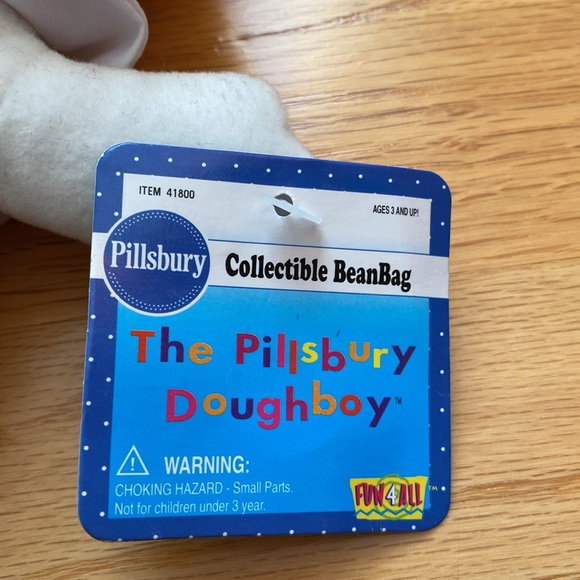 ITEM 41800
AGES 3 AND UP!
Pillsbury
Collectible BeanBag
The Pillsbury
Doughboy™
WARNING:
CHOKING HAZARD - Small Parts.
Not for children under 3 year.
FUN 4 ALL™